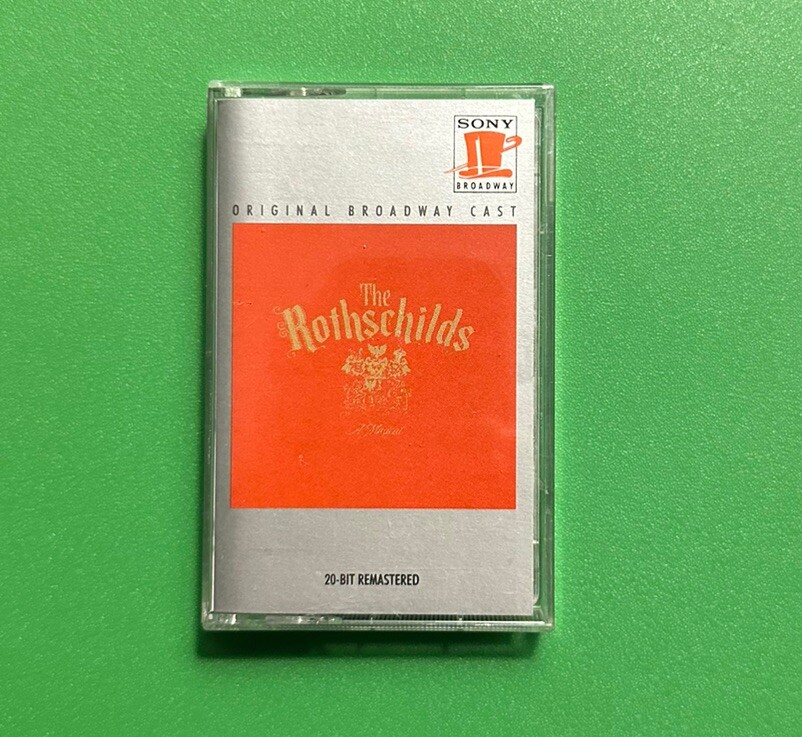 SONY
BROADWAY
ORIGINAL BROADWAY CAST
The
Rothschilds
A Musical
20-BIT REMASTERED